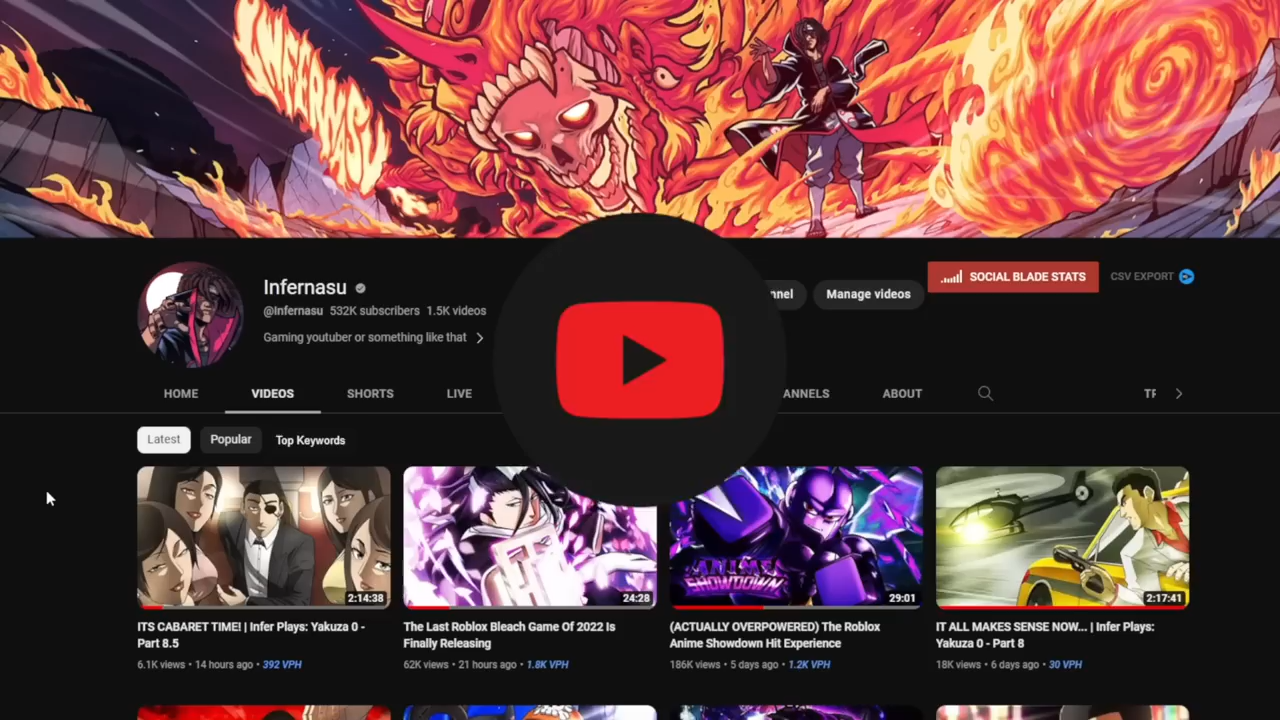 INFERNASU
Infernasu
@Infernasu 532K subscribers 1.5K videos
Gaming youtuber or something like that
nnel
Manage videos
SOCIAL BLADE STATS
CSV EXPORT
HOME
VIDEOS
SHORTS
LIVE
ANNELS
ABOUT
Latest
Popular
Top Keywords
2:14:38
24:28
ANIME
SHOWDOWN
29:01
2:17:41
ITS CABARET TIME! | Infer Plays: Yakuza 0 -
Part 8.5
6.1K views • 14 hours ago • 392 VPH
The Last Roblox Bleach Game Of 2022 Is
Finally Releasing
62K views • 21 hours ago • 1.8K VPH
(ACTUALLY OVERPOWERED) The Roblox
Anime Showdown Hit Experience
186K views • 5 days ago • 1.2K VPH
IT ALL MAKES SENSE NOW... | Infer Plays:
Yakuza 0 - Part 8
18K views • 6 days ago • 30 VPH